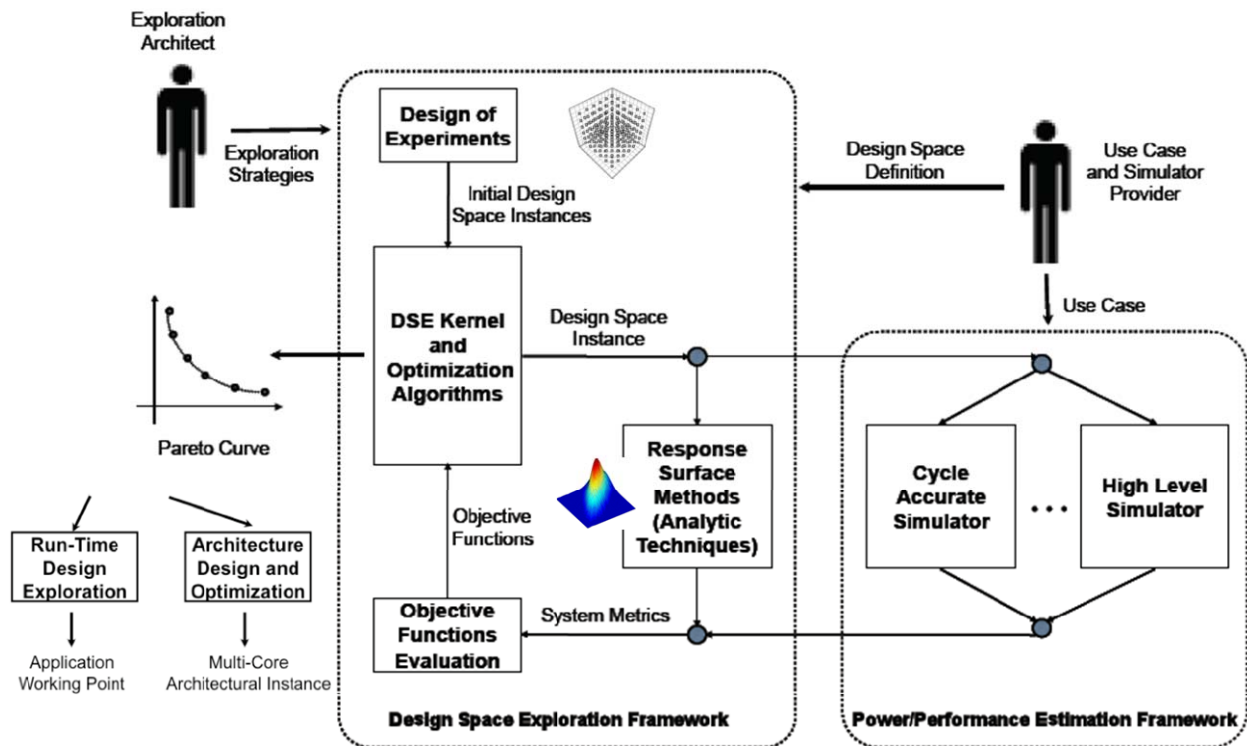 Exploration
Architect
Exploration
Strategies
Design of
Experiments
Initial Design
Space Instances
Design Space
Definition
Use Case
and Simulator
Provider
Use Case
DSE Kernel
and
Optimization
Algorithms
Design Space
Instance
Pareto Curve
Response
Surface
Methods
(Analytic
Techniques)
Cycle
Accurate
Simulator
...
High Level
Simulator
Objective
Functions
Run-Time
Design
Exploration
Architecture
Design and
Optimization
Objective
Functions
Evaluation
System Metrics
Application
Working Point
Multi-Core
Architectural Instance
Design Space Exploration Framework
Power/Performance Estimation Framework